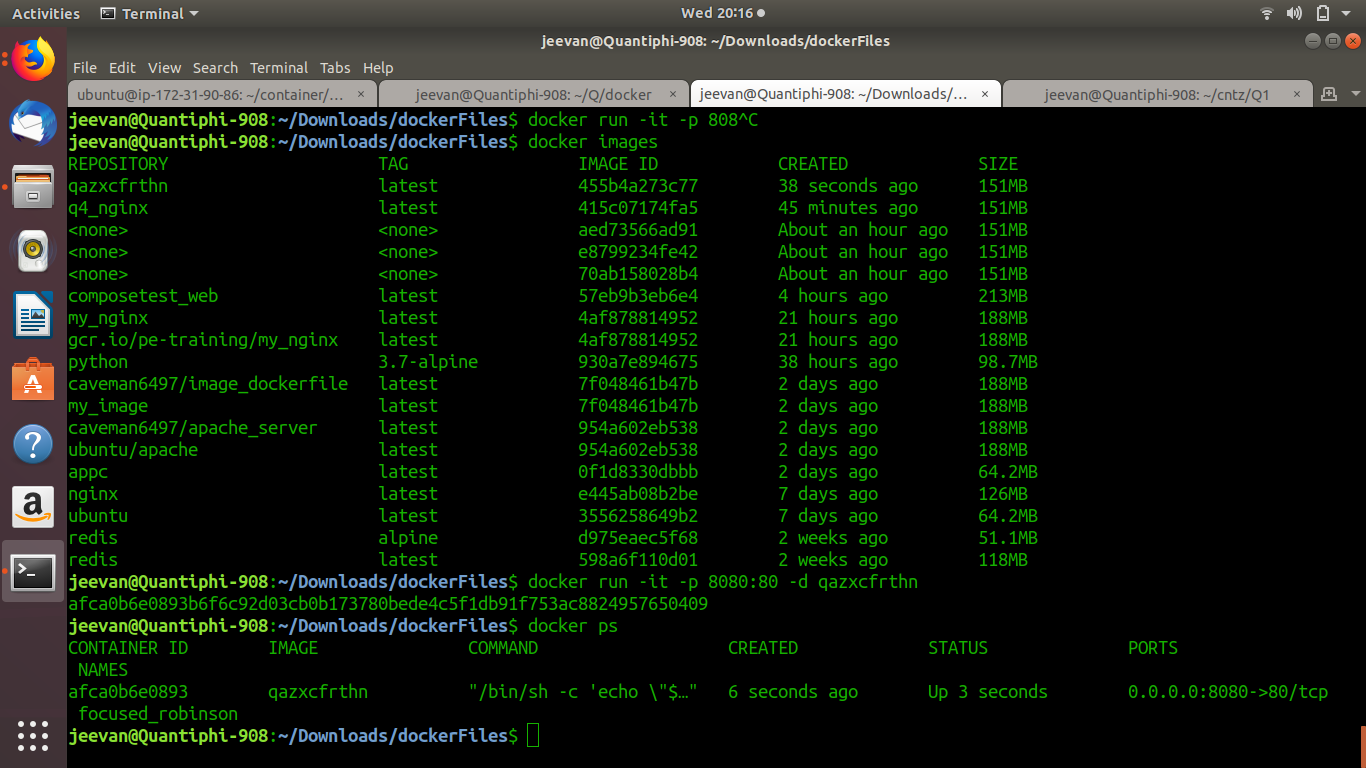 Activities Terminal Wed 20:16
jeevan@Quantiphi-908: ~/Downloads/dockerFiles
File Edit View Search Terminal Tabs Help
ubuntu@ip-172-31-90-86: ~/container/… × jeevan@Quantiphi-908: ~/Q/docker × jeevan@Quantiphi-908: ~/Downloads/… × jeevan@Quantiphi-908: ~/cntz/Q1 ×
jeevan@Quantiphi-908:~/Downloads/dockerFiles$ docker run -it -p 808^C
jeevan@Quantiphi-908:~/Downloads/dockerFiles$ docker images
REPOSITORY TAG IMAGE ID CREATED SIZE
qazxcfrthn latest 455b4a273c77 38 seconds ago 151MB
q4_nginx latest 415c07174fa5 45 minutes ago 151MB
<none> <none> aed73566ad91 About an hour ago 151MB
<none> <none> e8799234fe42 About an hour ago 151MB
<none> <none> 70ab158028b4 About an hour ago 151MB
composetest_web latest 57eb9b3eb6e4 4 hours ago 213MB
my_nginx latest 4af878814952 21 hours ago 188MB
gcr.io/pe-training/my_nginx latest 4af878814952 21 hours ago 188MB
python 3.7-alpine 930a7e894675 38 hours ago 98.7MB
caveman6497/image_dockerfile latest 7f048461b47b 2 days ago 188MB
my_image latest 7f048461b47b 2 days ago 188MB
caveman6497/apache_server latest 954a602eb538 2 days ago 188MB
ubuntu/apache latest 954a602eb538 2 days ago 188MB
appc latest 0f1d8330dbbb 2 days ago 64.2MB
nginx latest e445ab08b2be 7 days ago 126MB
ubuntu latest 3556258649b2 7 days ago 64.2MB
redis alpine d975eaec5f68 2 weeks ago 51.1MB
redis latest 598a6f110d01 2 weeks ago 118MB
jeevan@Quantiphi-908:~/Downloads/dockerFiles$ docker run -it -p 8080:80 -d qazxcfrthn
afca0b6e0893b6f6c92d03cb0b173780bede4c5f1db91f753ac8824957650409
jeevan@Quantiphi-908:~/Downloads/dockerFiles$ docker ps
CONTAINER ID IMAGE COMMAND CREATED STATUS PORTS
NAMES
afca0b6e0893 qazxcfrthn "/bin/sh -c 'echo \"$…" 6 seconds ago Up 3 seconds 0.0.0.0:8080->80/tcp
focused_robinson
jeevan@Quantiphi-908:~/Downloads/dockerFiles$